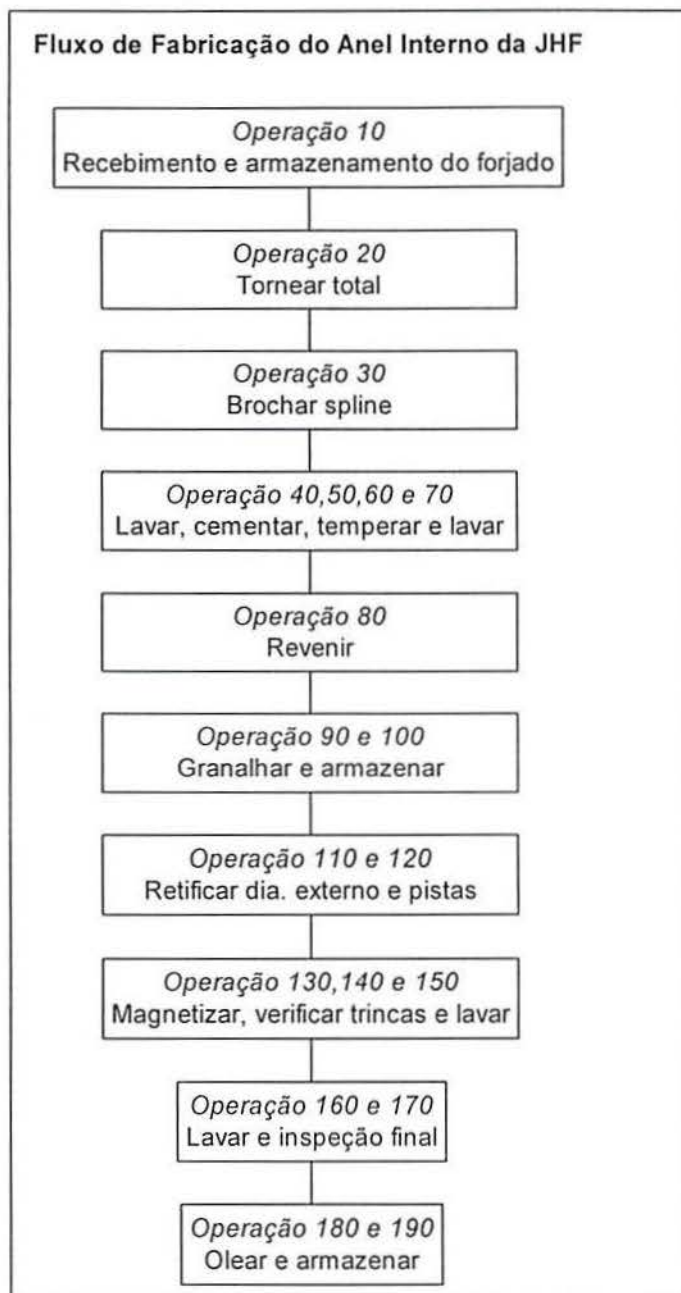 Fluxo de Fabricação do Anel Interno da JHF
Operação 10
Recebimento e armazenamento do forjado
Operação 20
Tornear total
Operação 30
Brochar spline
Operação 40,50,60 e 70
Lavar, cementar, temperar e lavar
Operação 80
Revenir
Operação 90 e 100
Granalhar e armazenar
Operação 110 e 120
Retificar dia. externo e pistas
Operação 130,140 e 150
Magnetizar, verificar trincas e lavar
Operação 160 e 170
Lavar e inspeção final
Operação 180 e 190
Olear e armazenar